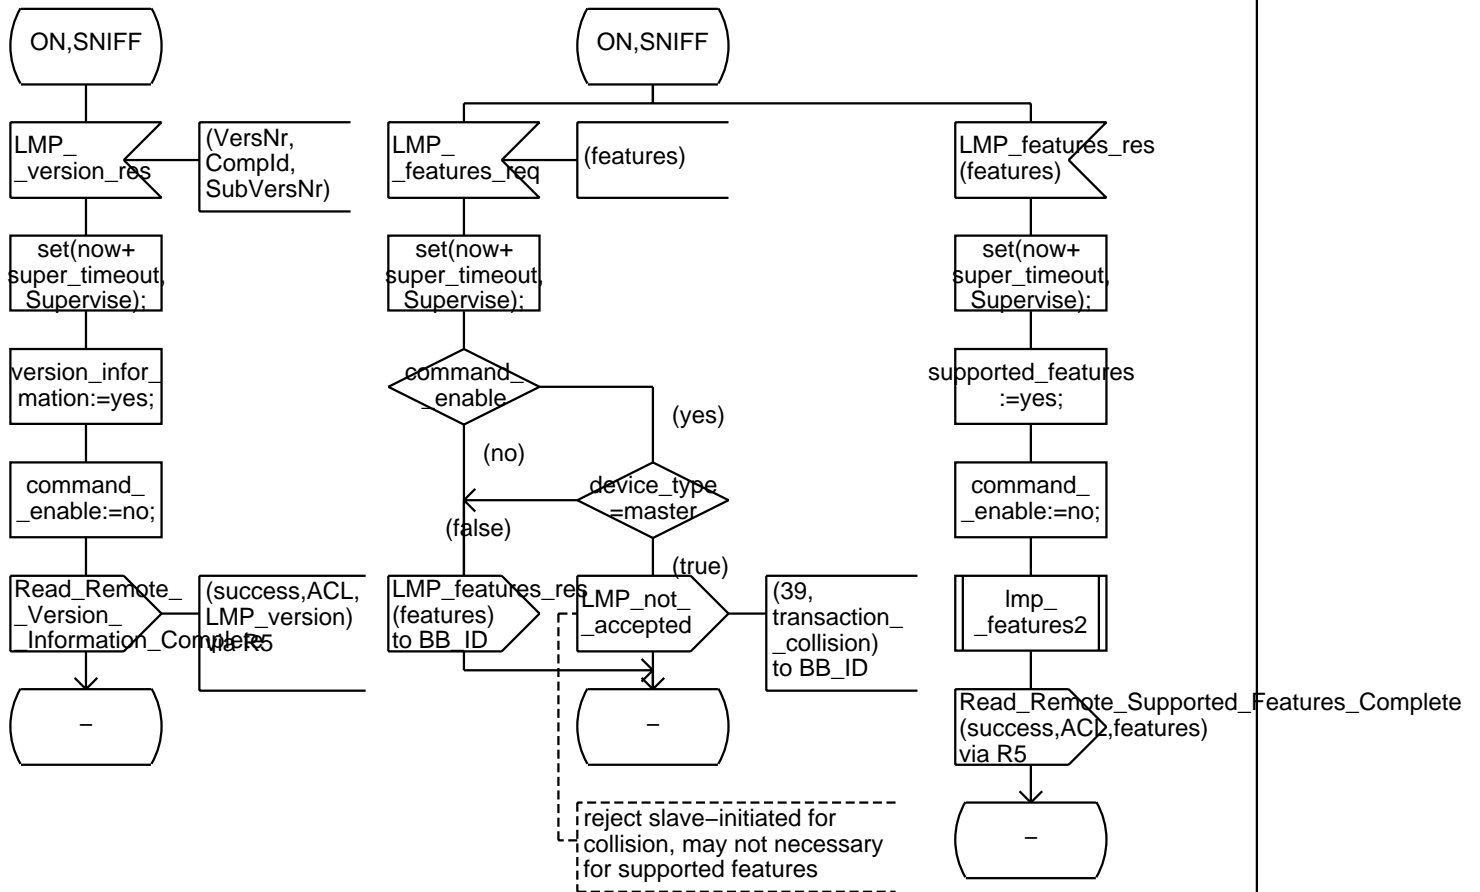 ON,SNIFF
LMP_
_version_res
(VersNr,
CompId,
SubVersNr)
set(now+
super_timeout,
Supervise);
version_infor_
mation:=yes;
command_
_enable:=no;
Read_Remote_
_Version_
_Information_Complete
(success,ACL,
LMP_version)
via R5
–
ON,SNIFF
LMP_
_features_req
(features)
set(now+
super_timeout,
Supervise);
command_
_enable
(yes)
(no)
device_type
=master
(false)
(true)
LMP_features_res
(features)
to BB_ID
LMP_not_
_accepted
(39,
transaction_
_collision)
to BB_ID
–
reject slave–initiated for
collision, may not necessary
for supported features
LMP_features_res
(features)
set(now+
super_timeout,
Supervise);
supported_features
:=yes;
command_
_enable:=no;
lmp_
_features2
Read_Remote_Supported_Features_Complete
(success,ACL,features)
via R5
–